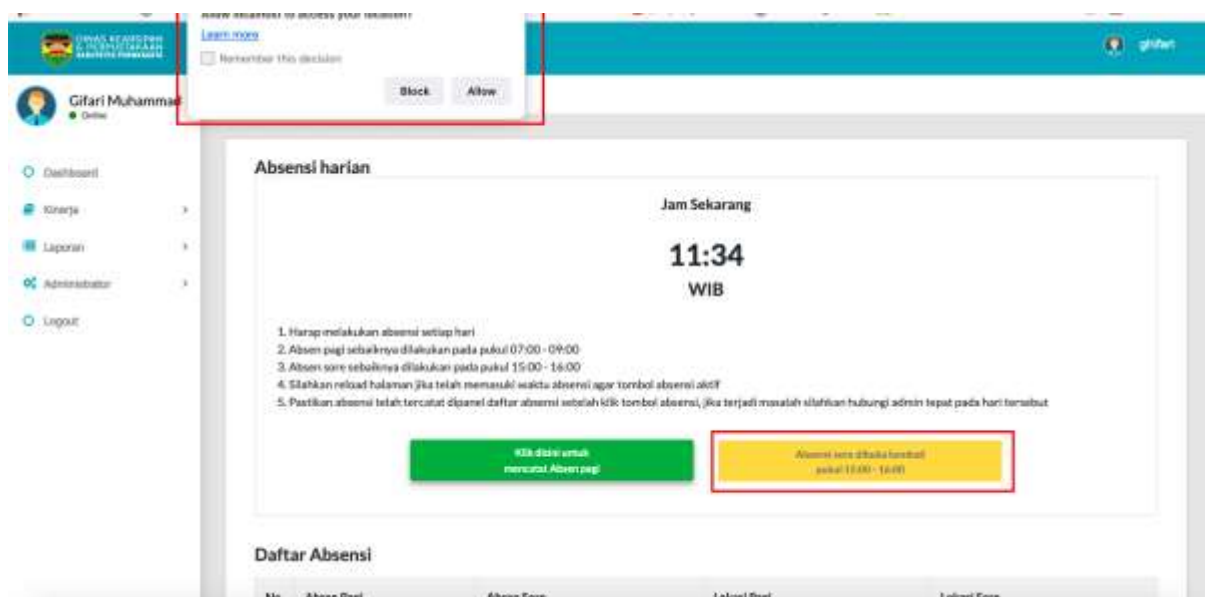 to access your location?
Learn more
Remember this decision
Block
Allow
DINAS KEARSIPAN
& PERPUSTAKAAN
ghifari
Gifari Muhammad
Online
Dashboard
Kinerja
Laporan
Administrator
Logout
Absensi harian
Jam Sekarang
11:34
WIB
1. Harap melakukan absensi setiap hari
2. Absen pagi sebaiknya dilakukan pada pukul 07:00 - 09:00
3. Absen sore sebaiknya dilakukan pada pukul 15:00 - 16:00
4. Silahkan reload halaman jika telah memasuki waktu absensi agar tombol absensi aktif
5. Pastikan absensi telah tercatat dipanel daftar absensi setelah klik tombol absensi, jika terjadi masalah silahkan hubungi admin tepat pada hari tersebut
Klik disini untuk
mencatat Absen pagi
Absensi sore dibuka kembali
pukul 15:00 - 16:00
Daftar Absensi
No
Absen Pagi
Absen Sore
Lokasi Pagi
Lokasi Sore